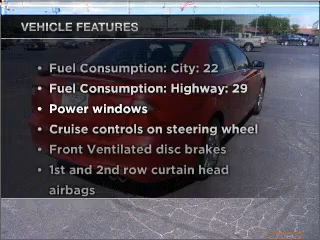 VEHICLE FEATURES
• Fuel Consumption: City: 22
• Fuel Consumption: Highway: 29
• Power windows
• Cruise controls on steering wheel
• Front Ventilated disc brakes
• 1st and 2nd row curtain head
airbags